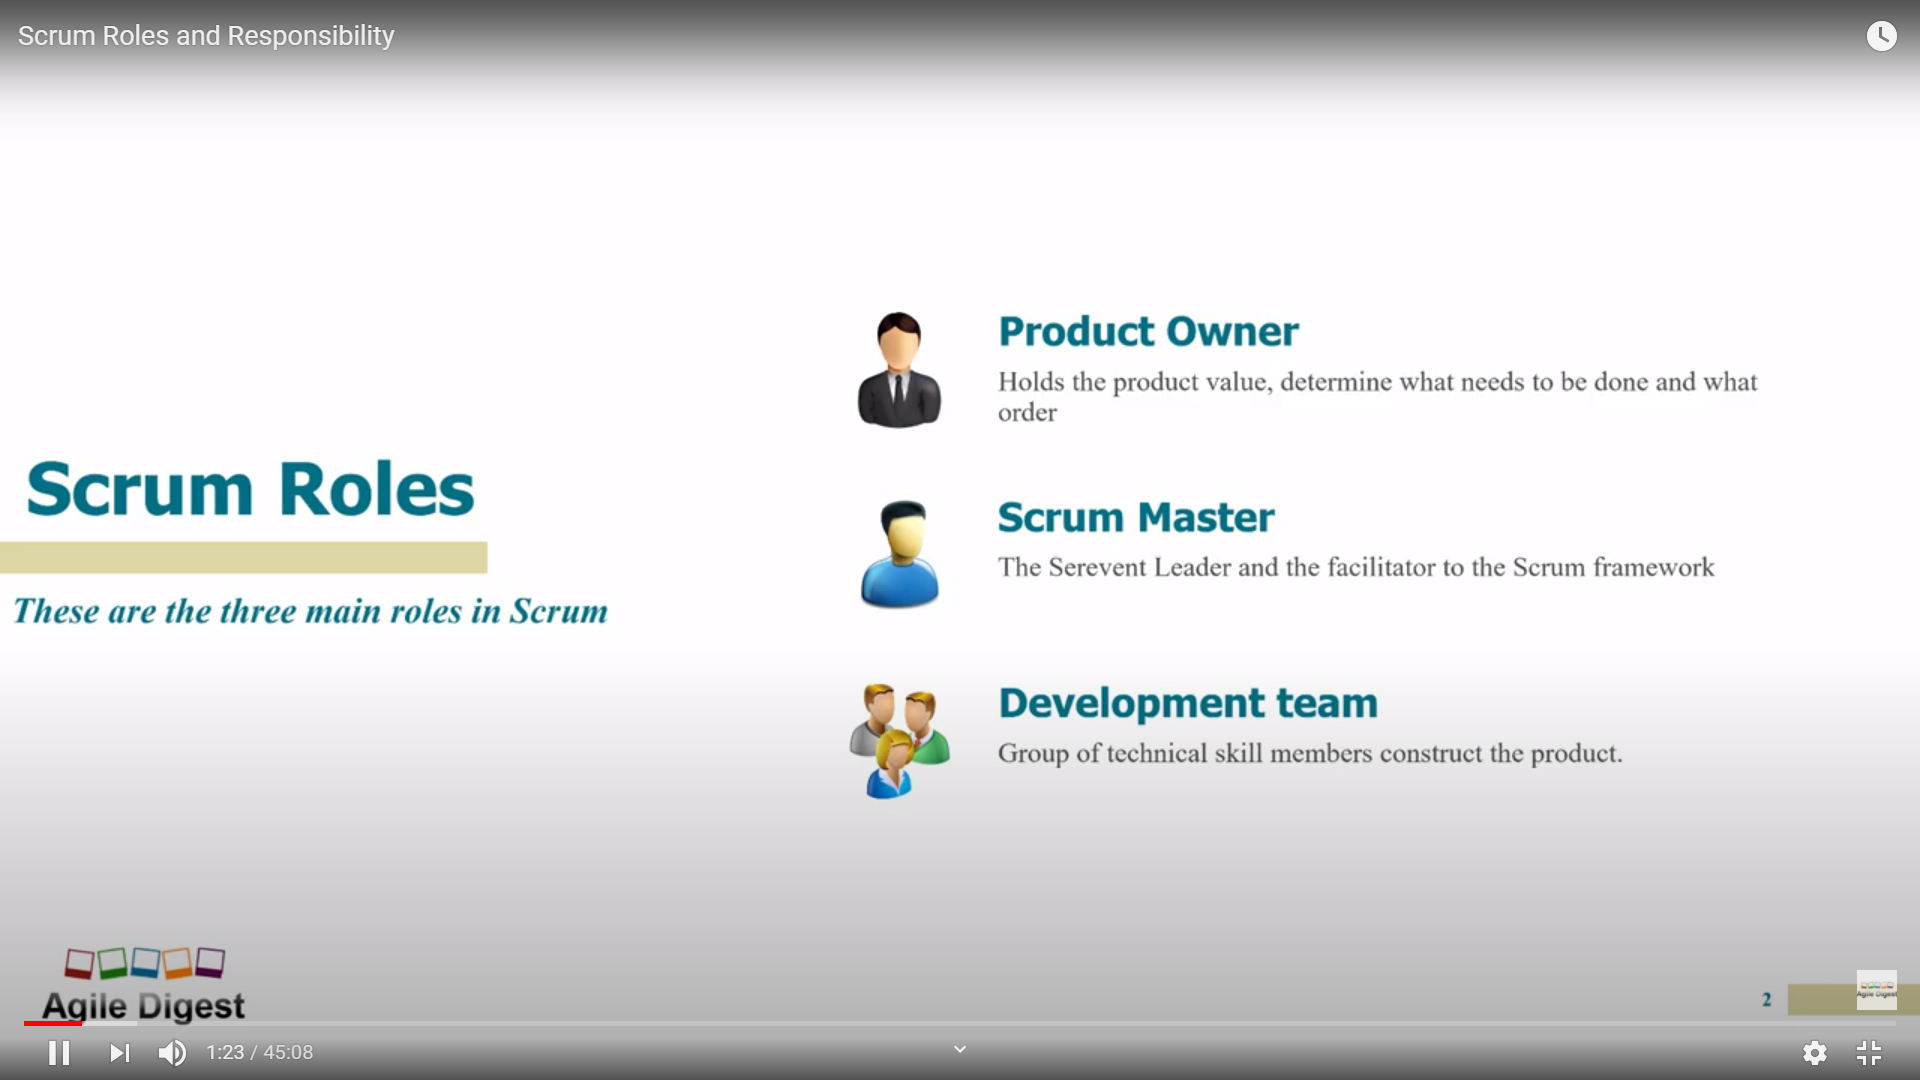 Scrum Roles and Responsibility
Scrum Roles
These are the three main roles in Scrum
Product Owner
Holds the product value, determine what needs to be done and what
order
Scrum Master
The Serevent Leader and the facilitator to the Scrum framework
Development team
Group of technical skill members construct the product.
Agile Digest
2
Agile Digest
1:23 / 45:08